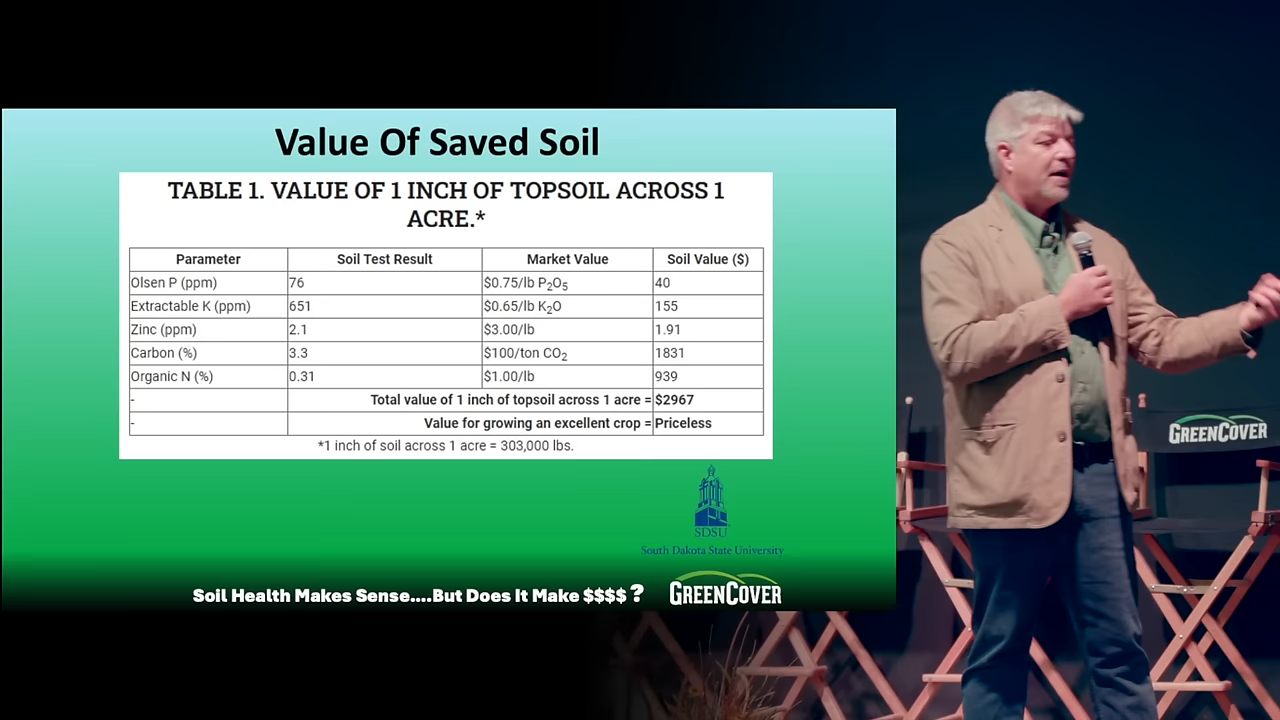 Value Of Saved Soil
TABLE 1. VALUE OF 1 INCH OF TOPSOIL ACROSS 1
ACRE.*
Parameter Soil Test Result Market Value Soil Value ($)
Olsen P (ppm) 76 $0.75/lb P₂O₅ 40
Extractable K (ppm) 651 $0.65/lb K₂O 155
Zinc (ppm) 2.1 $3.00/lb 1.91
Carbon (%) 3.3 $100/ton CO₂ 1831
Organic N (%) 0.31 $1.00/lb 939
- Total value of 1 inch of topsoil across 1 acre = $2967
- Value for growing an excellent crop = Priceless
*1 inch of soil across 1 acre = 303,000 lbs.
SDSU
South Dakota State University
Soil Health Makes Sense....But Does It Make $$$$ ?
GREENCOVER
GREENCOVER